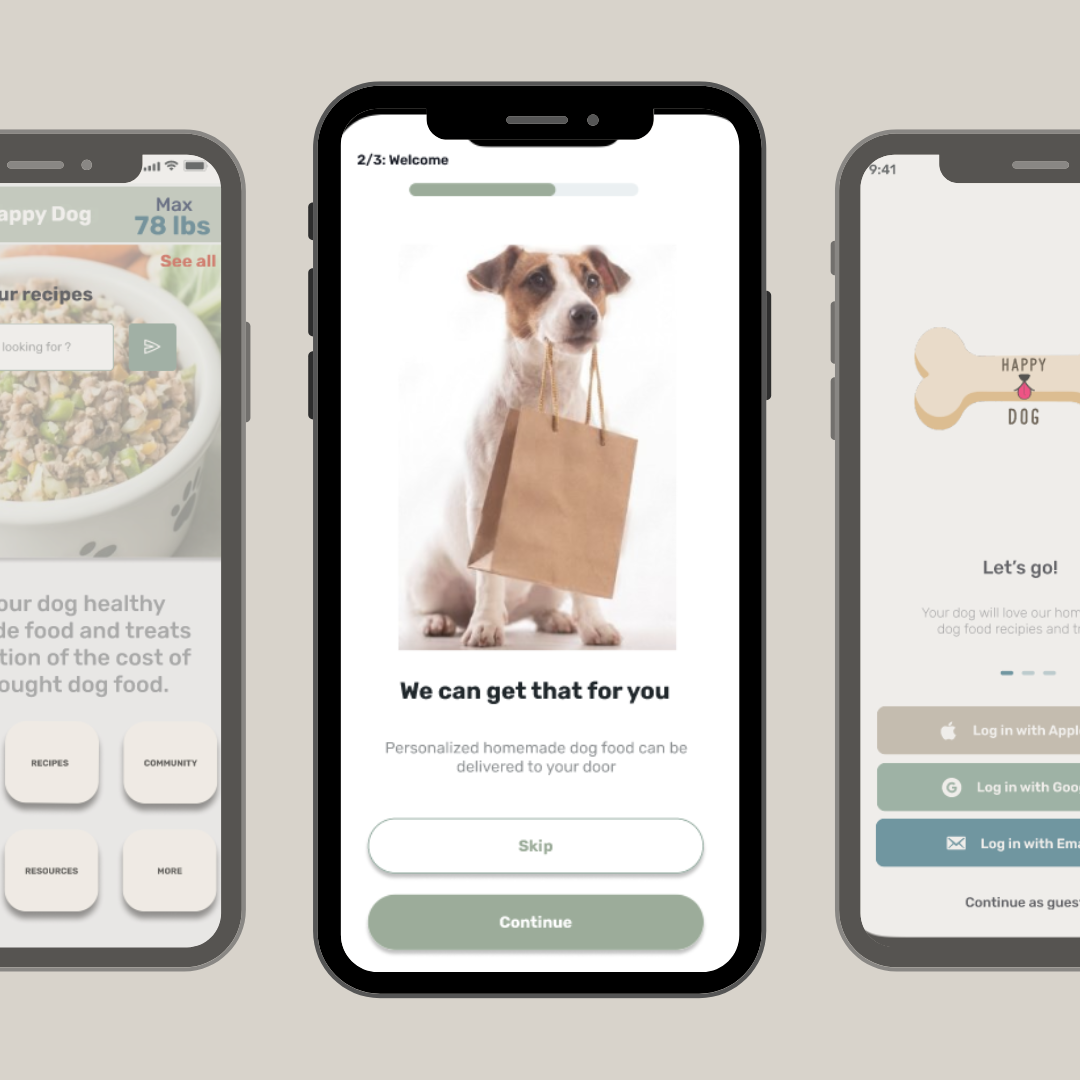 appy Dog
Max
78 lbs
See all
ur recipes
looking for ?
our dog healthy
de food and treats
tion of the cost of
ought dog food.
RECIPES
COMMUNITY
RESOURCES
MORE
2/3: Welcome
We can get that for you
Personalized homemade dog food can be
delivered to your door
Skip
Continue
9:41
HAPPY
DOG
Let's go!
Your dog will love our hom
dog food recipies and tr
Log in with Appl
Log in with Goo
Log in with Ema
Continue as gues